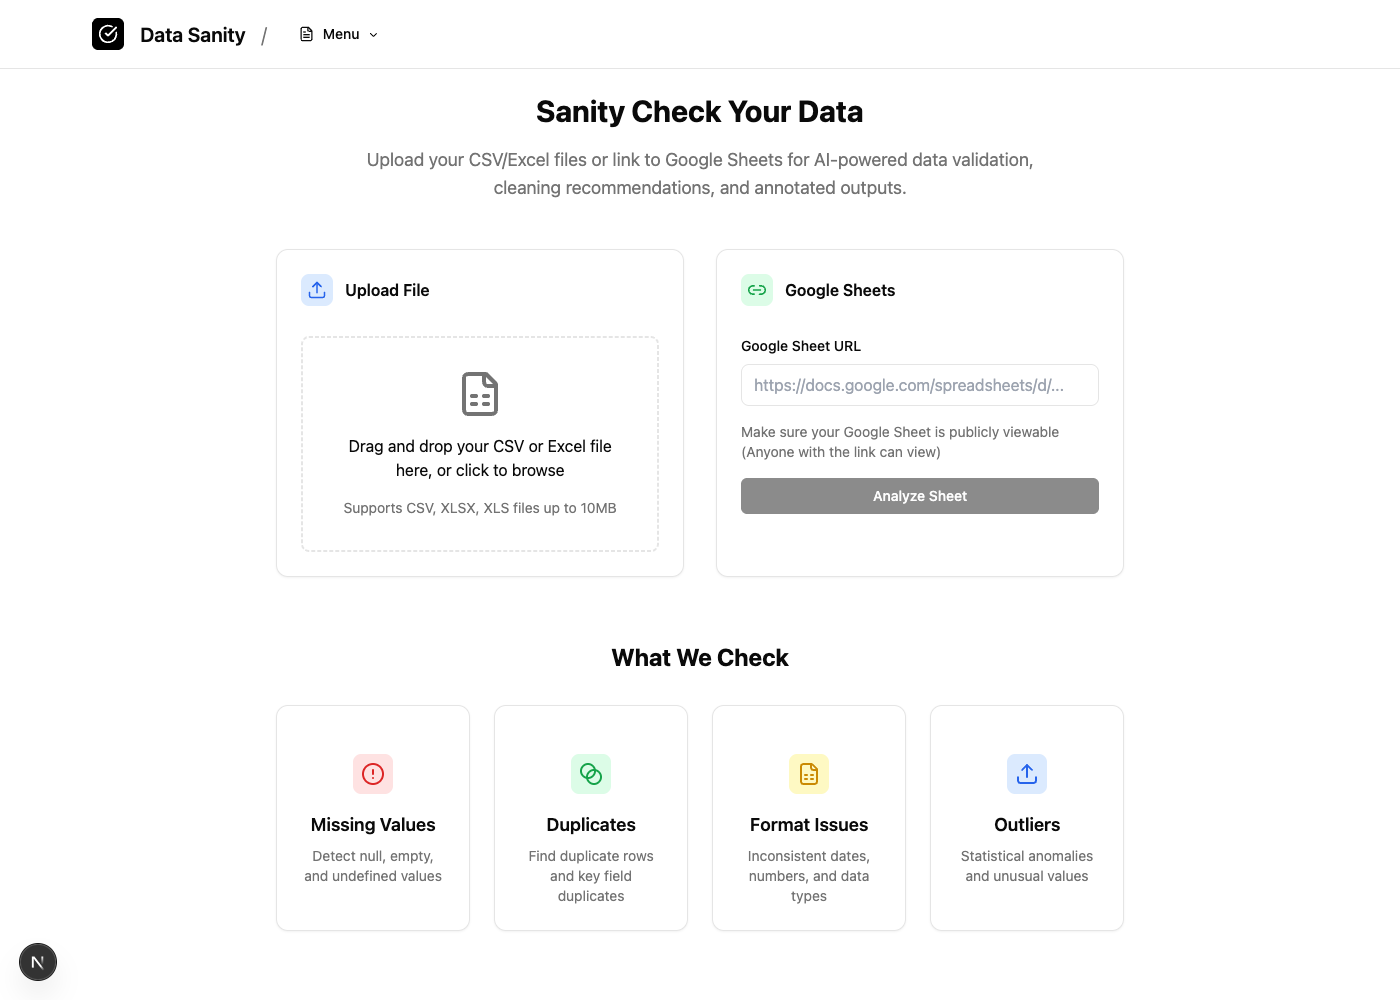 Data Sanity / Menu
Sanity Check Your Data
Upload your CSV/Excel files or link to Google Sheets for AI-powered data validation,
cleaning recommendations, and annotated outputs.
Upload File
Drag and drop your CSV or Excel file
here, or click to browse
Supports CSV, XLSX, XLS files up to 10MB
Google Sheets
Google Sheet URL
https://docs.google.com/spreadsheets/d/...
Make sure your Google Sheet is publicly viewable
(Anyone with the link can view)
Analyze Sheet
What We Check
Missing Values
Detect null, empty,
and undefined values
Duplicates
Find duplicate rows
and key field
duplicates
Format Issues
Inconsistent dates,
numbers, and data
types
Outliers
Statistical anomalies
and unusual values
N